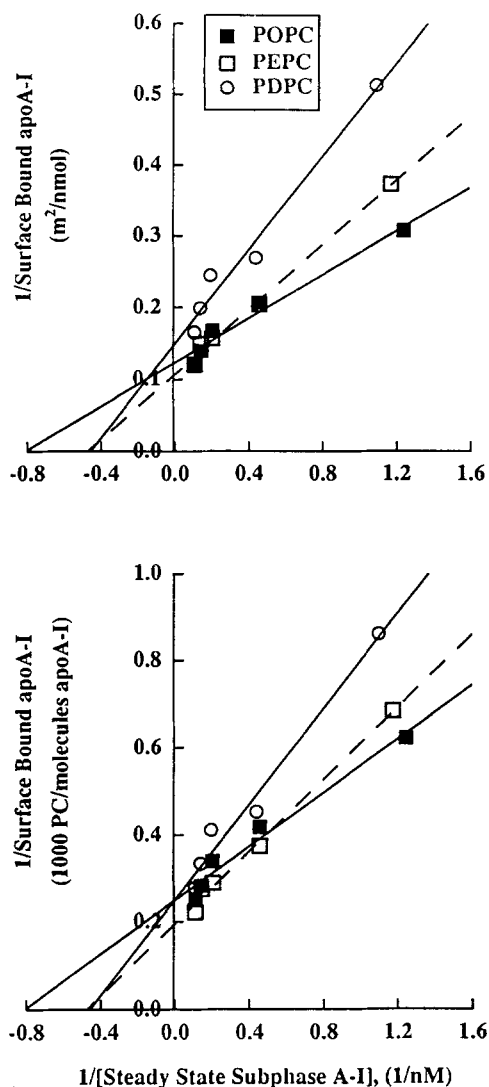 0.6
0.5
0.4
0.3
0.2
0.1
0.0
1/Surface Bound apoA-I
(m²/nmol)
POPC
PEPC
PDPC
-0.8 -0.4 0.0 0.4 0.8 1.2 1.6
1.0
0.8
0.6
0.4
0.2
0.0
1/Surface Bound apoA-I
(1000 PC/molecules apoA-I)
-0.8 -0.4 0.0 0.4 0.8 1.2 1.6
1/[Steady State Subphase A-I], (1/nM)